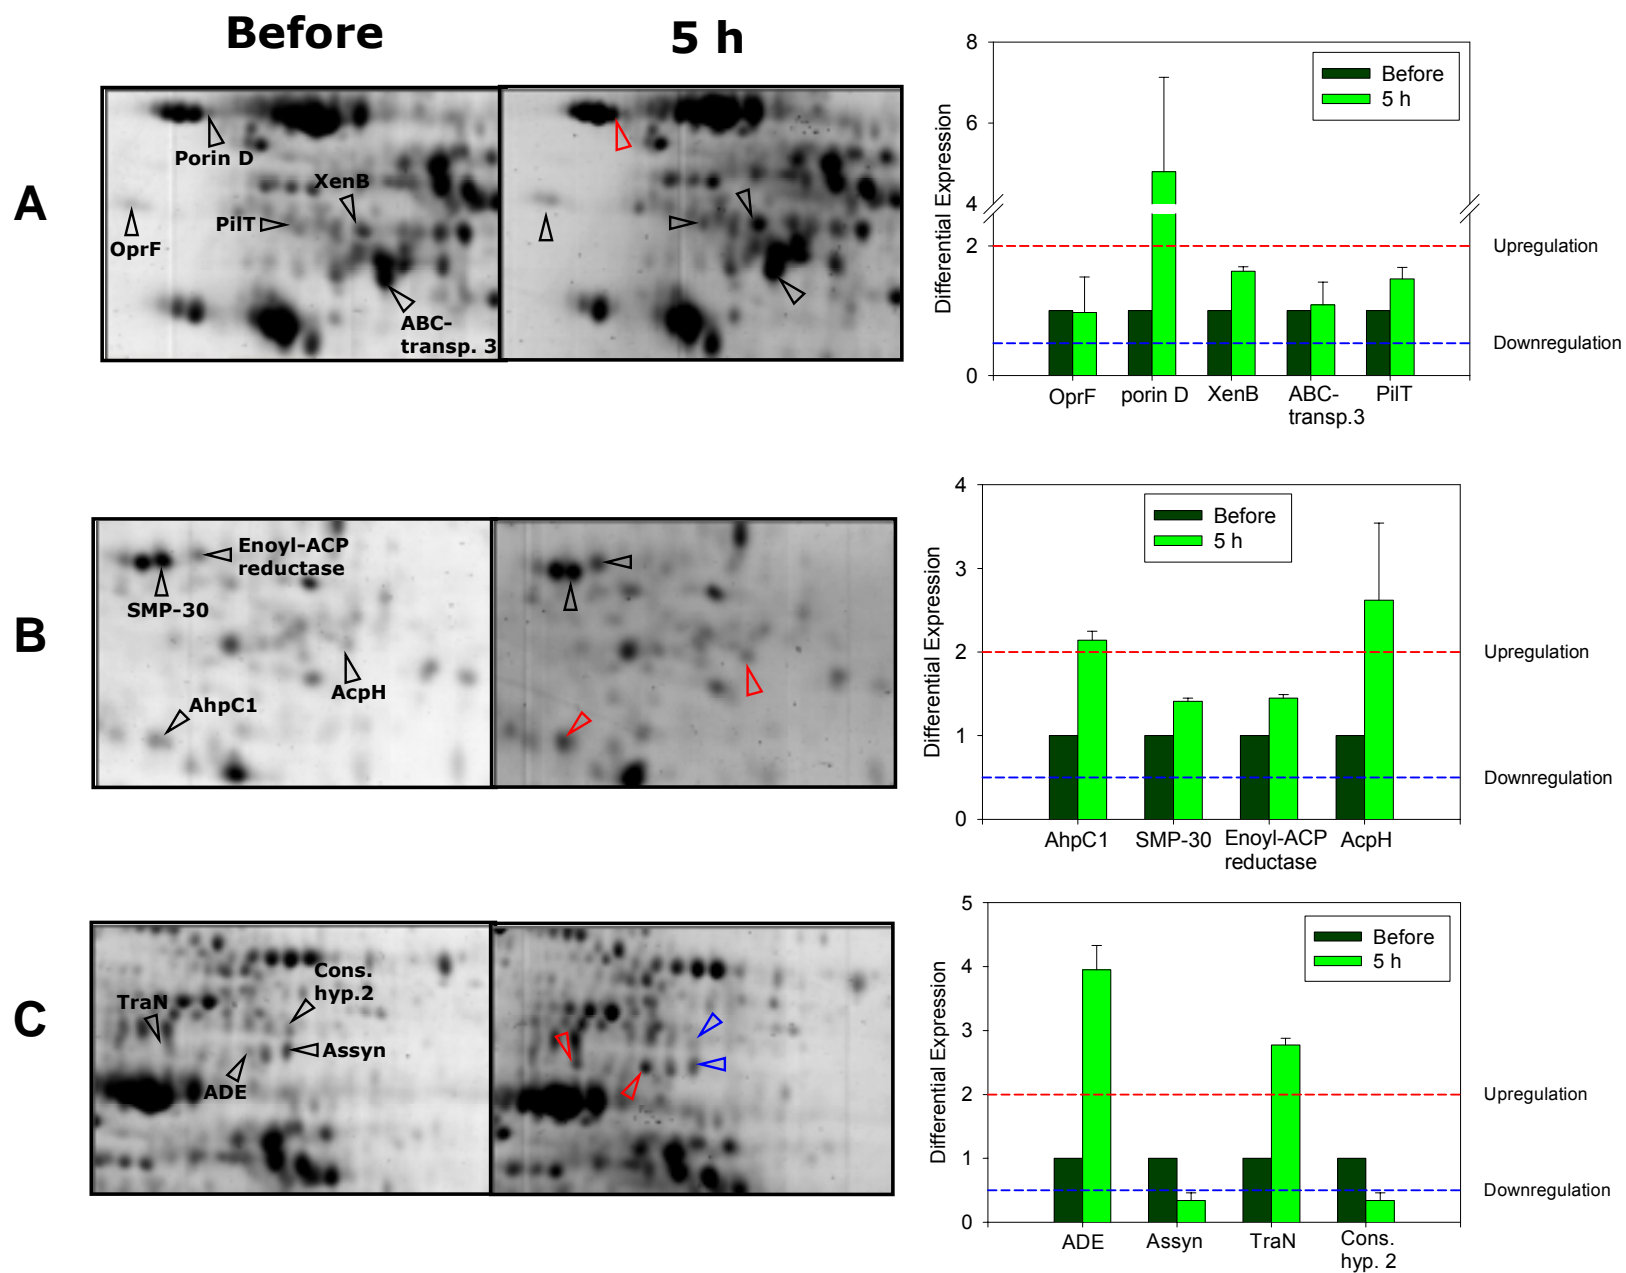 Before
5 h
A
Porin D
XenB
PilT
OprF
ABC-
transp. 3
Differential Expression
8
6
4
2
0
Before
5 h
Upregulation
Downregulation
OprF
porin D
XenB
ABC-
transp.3
PilT
B
Enoyl-ACP
reductase
SMP-30
AcpH
AhpC1
Differential Expression
4
3
2
1
0
Before
5 h
Upregulation
Downregulation
AhpC1
SMP-30
Enoyl-ACP
reductase
AcpH
C
Cons.
hyp.2
TraN
Assyn
ADE
Differential Expression
5
4
3
2
1
0
Before
5 h
Upregulation
Downregulation
ADE
Assyn
TraN
Cons.
hyp. 2